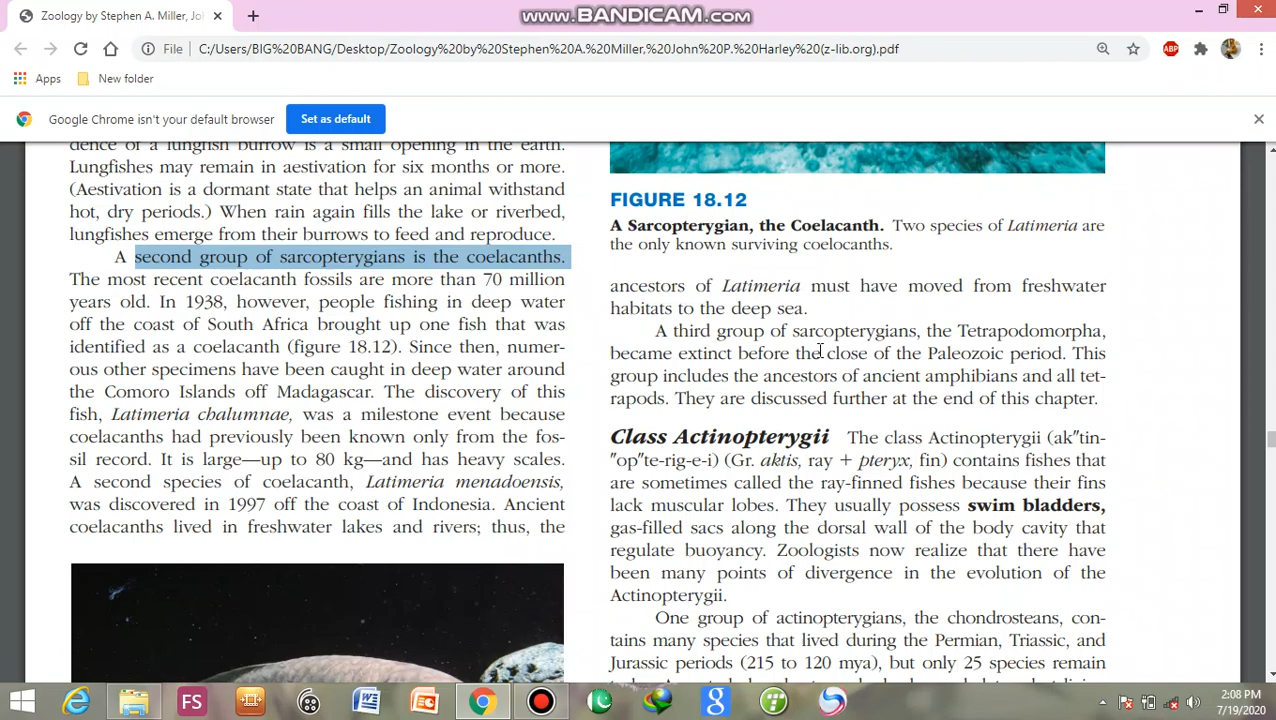 Zoology by Stephen A. Miller, Jo
www.BANDICAM.com
File C:/Users/BIG%20BANG/Desktop/Zoology%20by%20Stephen%20A.%20Miller,%20John%20P.%20Harley%20(z-lib.org).pdf
ABP
Apps New folder
Google Chrome isn't your default browser Set as default
dence of a lungfish burrow is a small opening in the earth.
Lungfishes may remain in aestivation for six months or more.
(Aestivation is a dormant state that helps an animal withstand
hot, dry periods.) When rain again fills the lake or riverbed,
lungfishes emerge from their burrows to feed and reproduce.
A second group of sarcopterygians is the coelacanths.
The most recent coelacanth fossils are more than 70 million
years old. In 1938, however, people fishing in deep water
off the coast of South Africa brought up one fish that was
identified as a coelacanth (figure 18.12). Since then, numer-
ous other specimens have been caught in deep water around
the Comoro Islands off Madagascar. The discovery of this
fish, Latimeria chalumnae, was a milestone event because
coelacanths had previously been known only from the fos-
sil record. It is large—up to 80 kg—and has heavy scales.
A second species of coelacanth, Latimeria menadoensis,
was discovered in 1997 off the coast of Indonesia. Ancient
coelacanths lived in freshwater lakes and rivers; thus, the
FIGURE 18.12
A Sarcopterygian, the Coelacanth. Two species of Latimeria are
the only known surviving coelocanths.
ancestors of Latimeria must have moved from freshwater
habitats to the deep sea.
A third group of sarcopterygians, the Tetrapodomorpha,
became extinct before the close of the Paleozoic period. This
group includes the ancestors of ancient amphibians and all tet-
rapods. They are discussed further at the end of this chapter.
Class Actinopterygii The class Actinopterygii (ak″tin-
″op″te-rig-e-i) (Gr. aktis, ray + pteryx, fin) contains fishes that
are sometimes called the ray-finned fishes because their fins
lack muscular lobes. They usually possess swim bladders,
gas-filled sacs along the dorsal wall of the body cavity that
regulate buoyancy. Zoologists now realize that there have
been many points of divergence in the evolution of the
Actinopterygii.
One group of actinopterygians, the chondrosteans, con-
tains many species that lived during the Permian, Triassic, and
Jurassic periods (215 to 120 mya), but only 25 species remain
FS
2:08 PM
7/19/2020